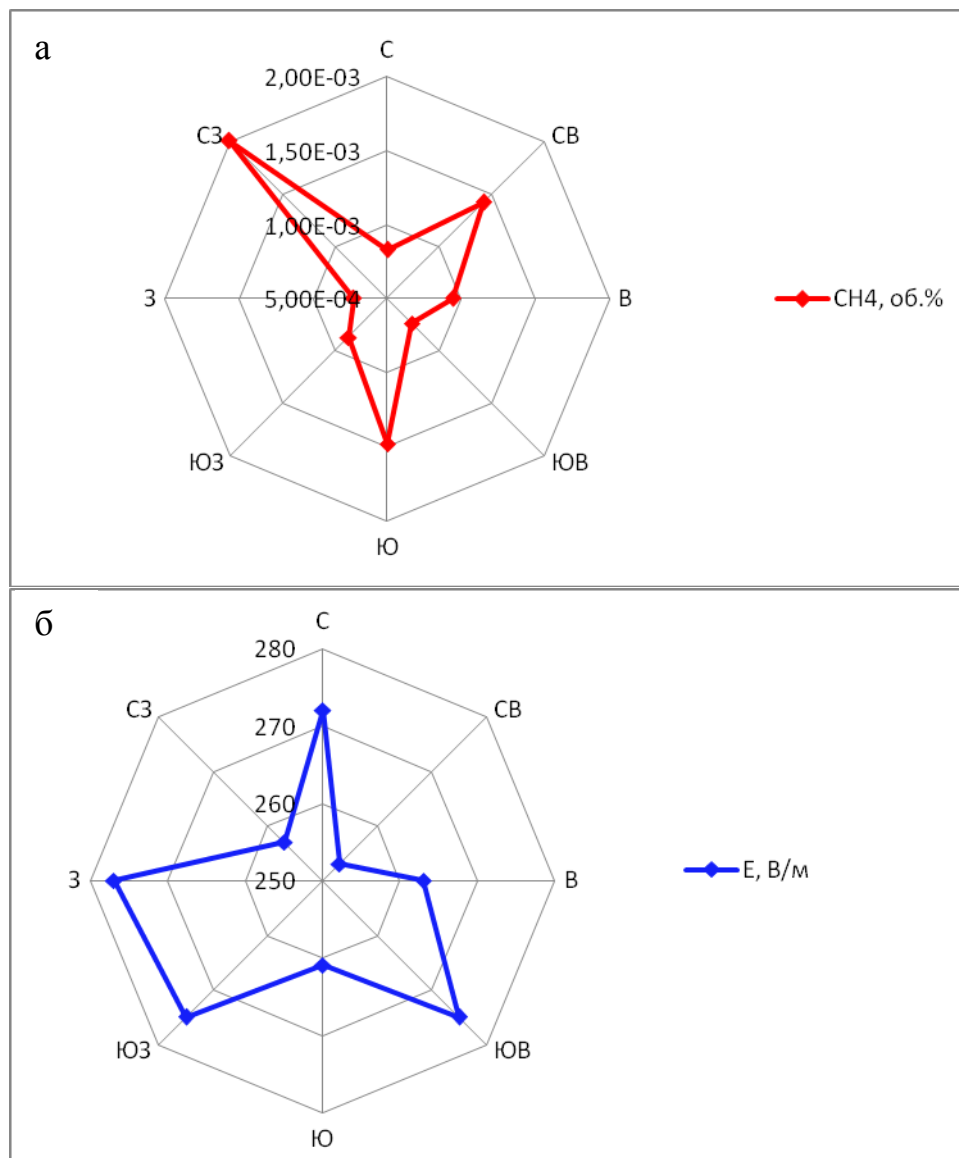 а
С
2,00E-03
СЗ
СВ
1,50E-03
1,00E-03
З
5,00E-04
В
CH4, об.%
ЮЗ
ЮВ
Ю
б
С
280
СЗ
СВ
270
260
З
250
В
Е, В/м
ЮЗ
ЮВ
Ю